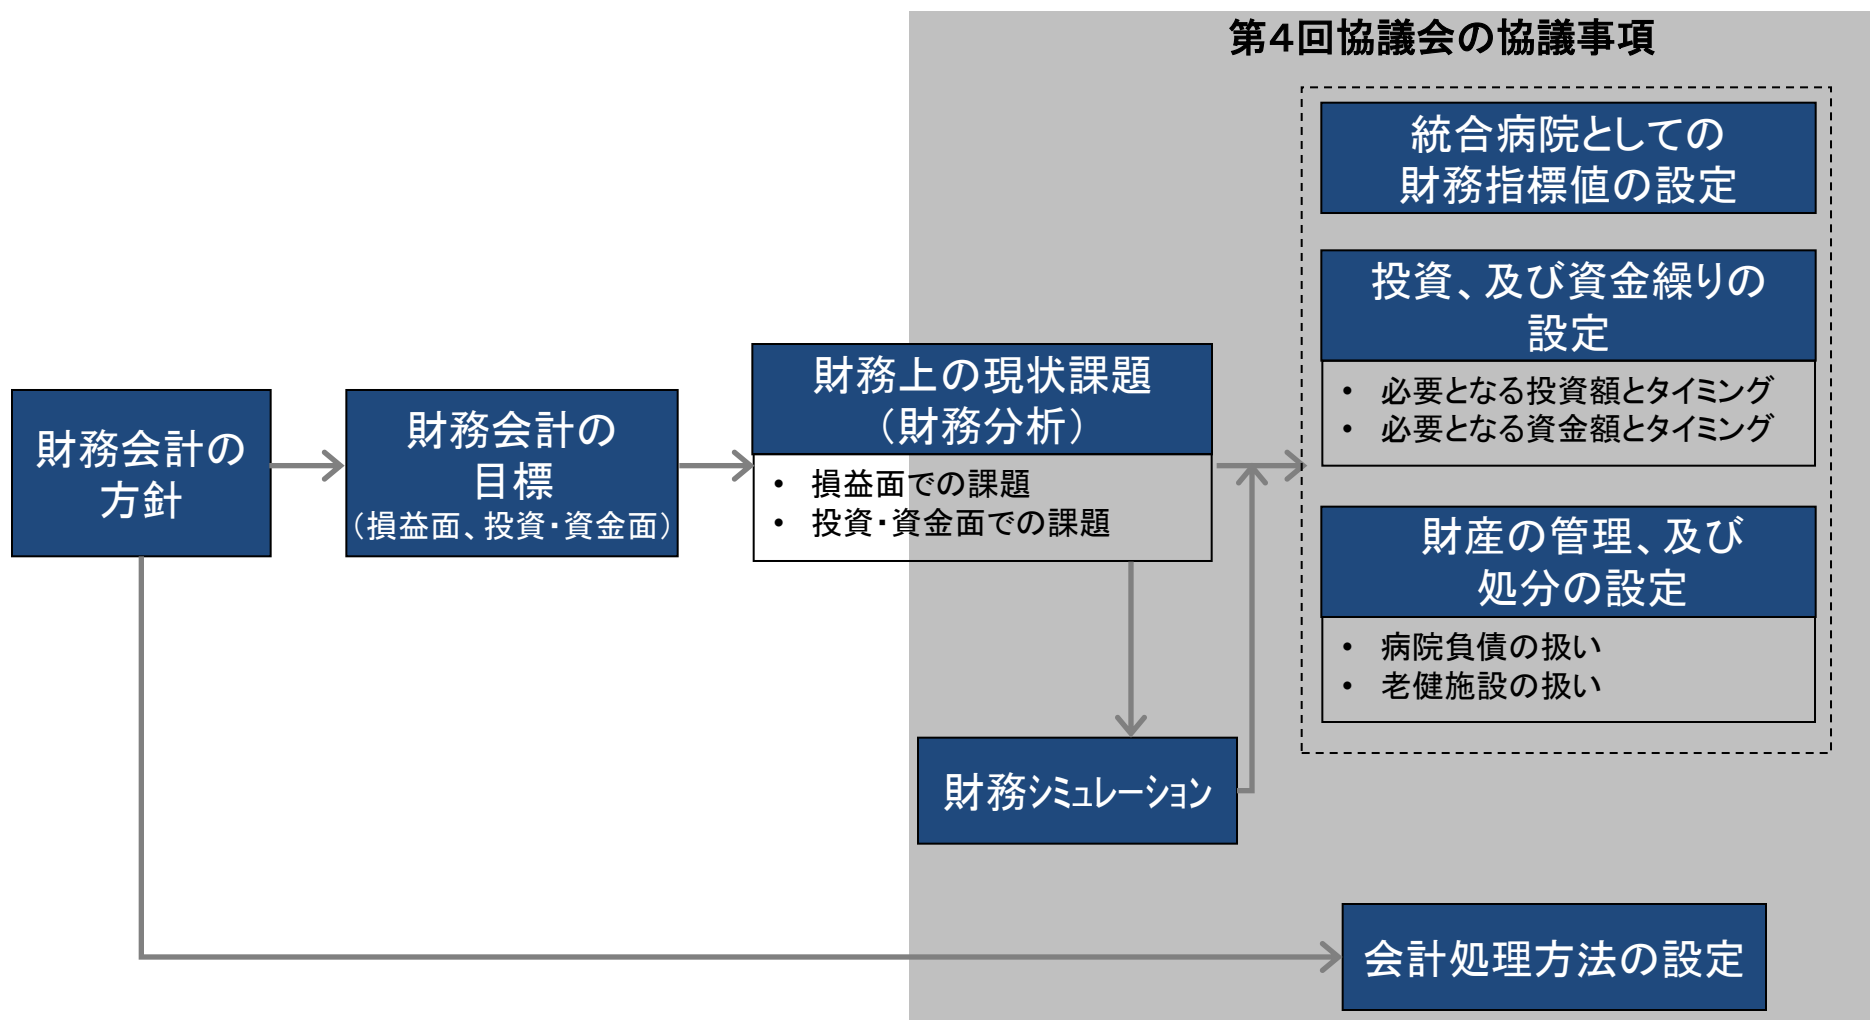 第4回協議会の協議事項
財務会計の
方針
財務会計の
目標
（損益面、投資・資金面）
財務上の現状課題
（財務分析）
• 損益面での課題
• 投資・資金面での課題
財務シミュレーション
統合病院としての
財務指標値の設定
投資、及び資金繰りの
設定
• 必要となる投資額とタイミング
• 必要となる資金額とタイミング
財産の管理、及び
処分の設定
• 病院負債の扱い
• 老健施設の扱い
会計処理方法の設定